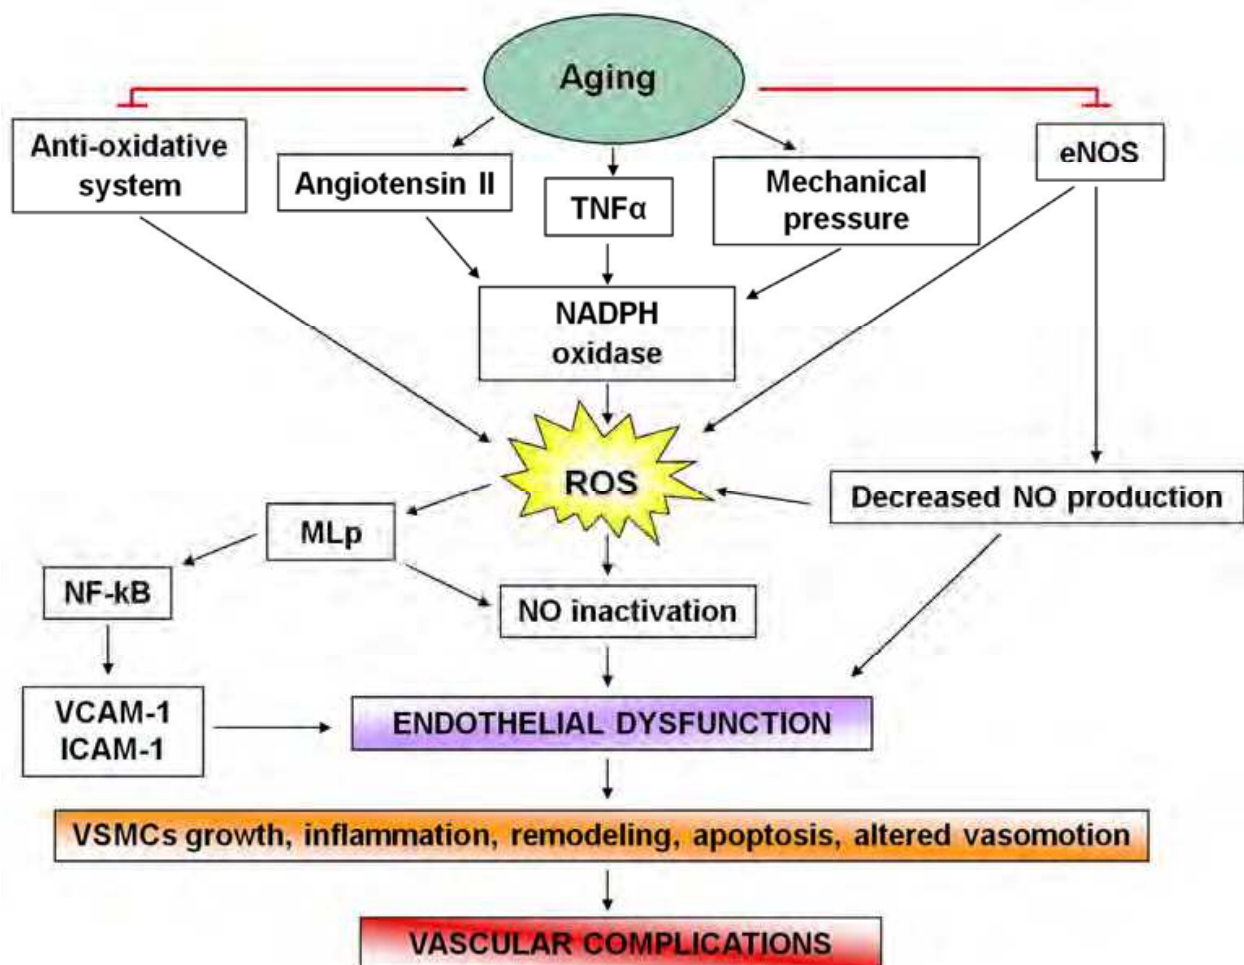 Aging
Anti-oxidative
system
Angiotensin II
TNFα
Mechanical
pressure
eNOS
NADPH
oxidase
ROS
Decreased NO production
MLp
NF-kB
NO inactivation
VCAM-1
ICAM-1
ENDOTHELIAL DYSFUNCTION
VSMCs growth, inflammation, remodeling, apoptosis, altered vasomotion
VASCULAR COMPLICATIONS